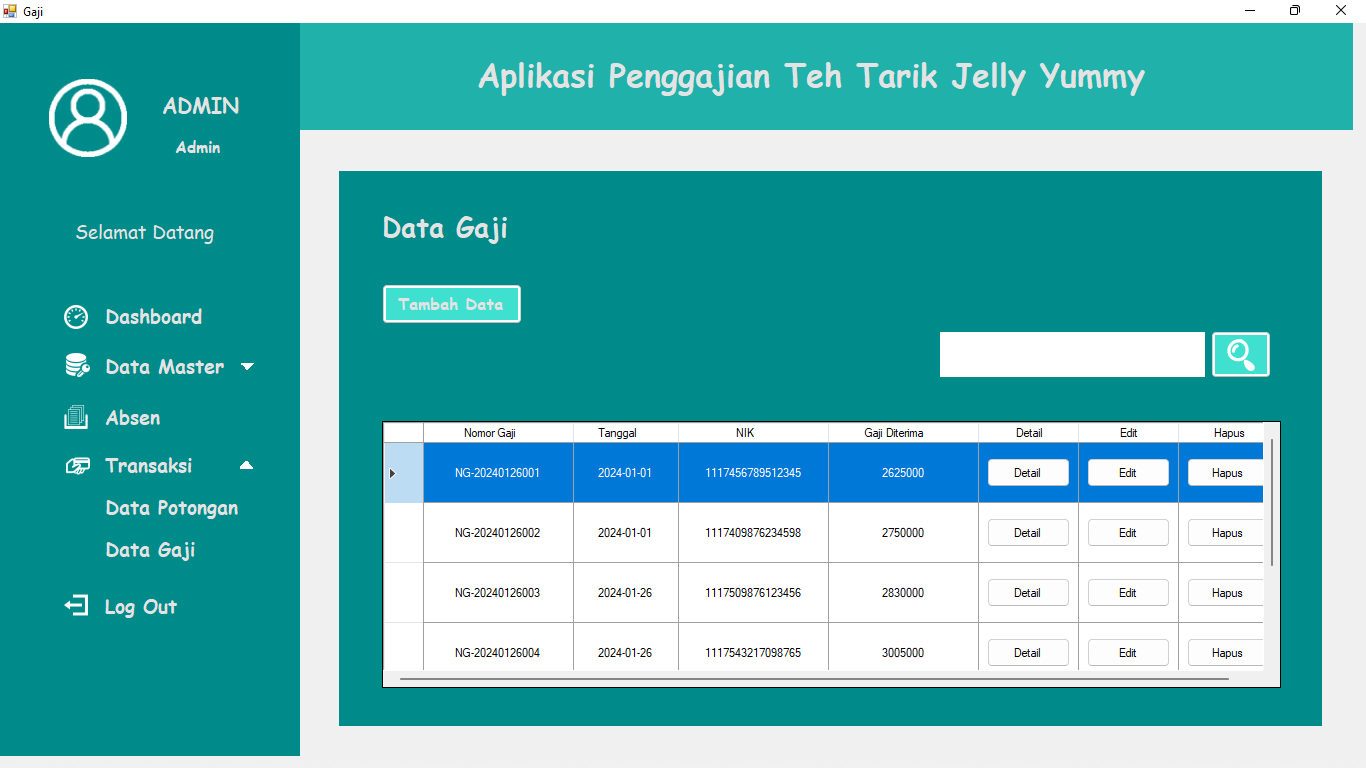 Gaji
Aplikasi Penggajian Teh Tarik Jelly Yummy
ADMIN
Admin
Selamat Datang
Dashboard
Data Master
Absen
Transaksi
Data Potongan
Data Gaji
Log Out
Data Gaji
Tambah Data
Nomor Gaji Tanggal NIK Gaji Diterima Detail Edit Hapus
NG-20240126001 2024-01-01 1117456789512345 2625000 Detail Edit Hapus
NG-20240126002 2024-01-01 1117409876234598 2750000 Detail Edit Hapus
NG-20240126003 2024-01-26 1117509876123456 2830000 Detail Edit Hapus
NG-20240126004 2024-01-26 1117543217098765 3005000 Detail Edit Hapus